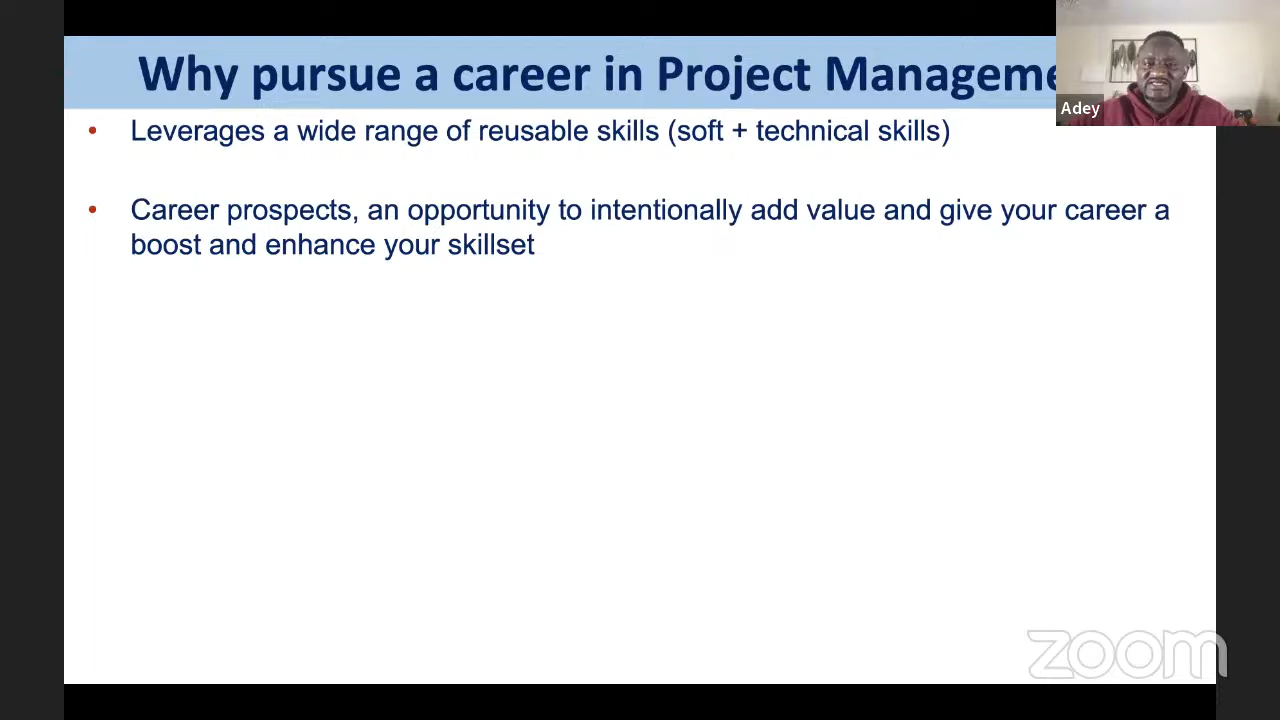 Why pursue a career in Project Manageme
Adey
• Leverages a wide range of reusable skills (soft + technical skills)
• Career prospects, an opportunity to intentionally add value and give your career a
boost and enhance your skillset
zoom